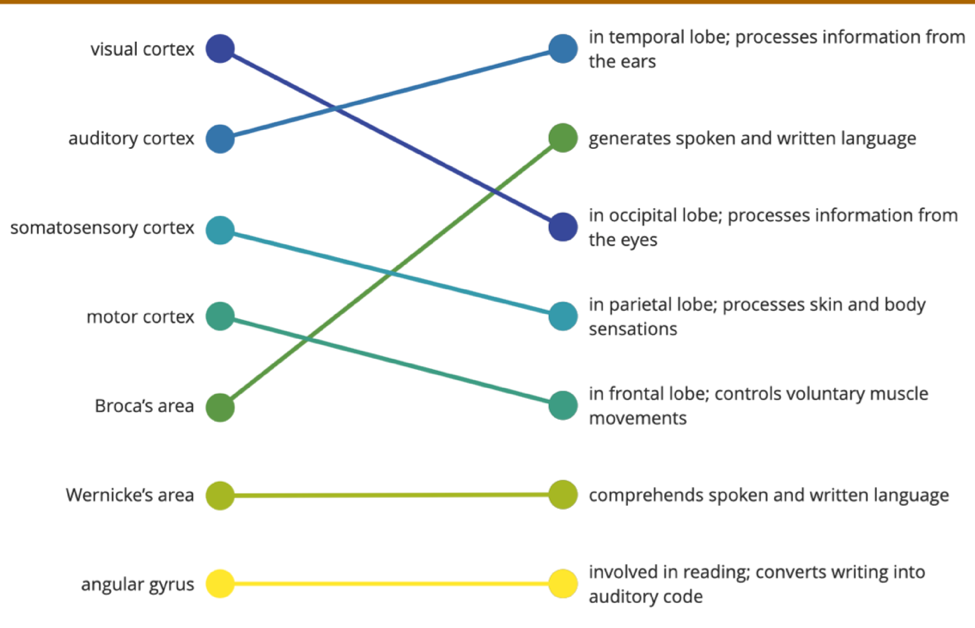 visual cortex
in temporal lobe; processes information from
the ears
auditory cortex
generates spoken and written language
somatosensory cortex
in occipital lobe; processes information from
the eyes
motor cortex
in parietal lobe; processes skin and body
sensations
Broca's area
in frontal lobe; controls voluntary muscle
movements
Wernicke's area
comprehends spoken and written language
angular gyrus
involved in reading; converts writing into
auditory code